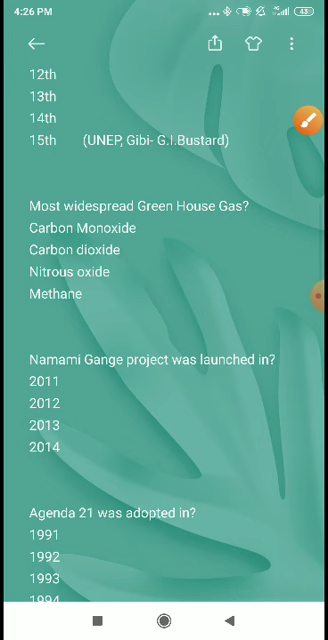 4:26 PM
43
12th
13th
14th
15th (UNEP, Gibi- G.I.Bustard)
Most widespread Green House Gas?
Carbon Monoxide
Carbon dioxide
Nitrous oxide
Methane
Namami Gange project was launched in?
2011
2012
2013
2014
Agenda 21 was adopted in?
1991
1992
1993
1994